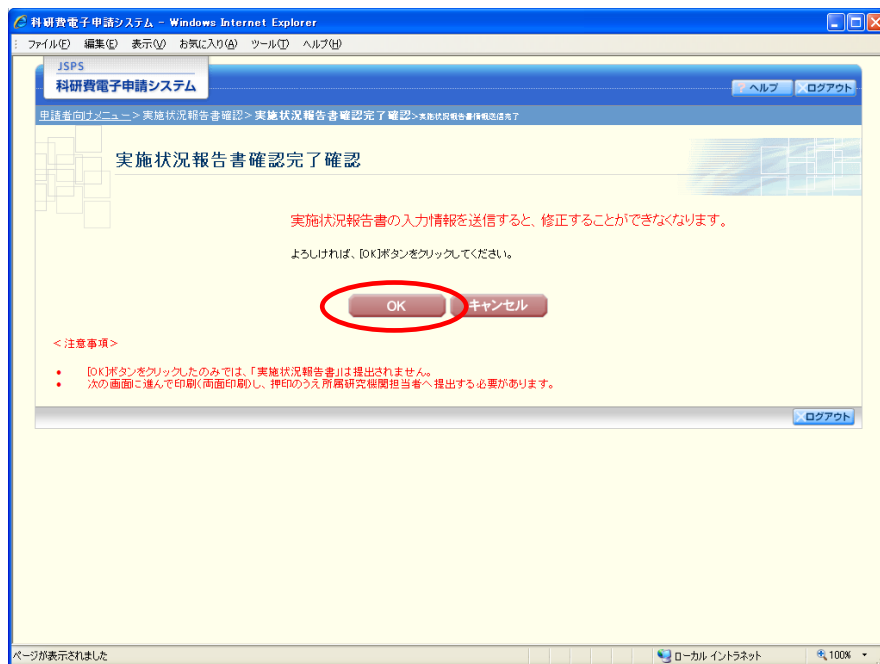 科研費電子申請システム - Windows Internet Explorer
ファイル(F) 編集(E) 表示(V) お気に入り(A) ツール(T) ヘルプ(H)
JSPS
科研費電子申請システム
? ヘルプ ログアウト
申請者向けメニュー>実施状況報告書確認>実施状況報告書確認完了確認>実施状況報告書情報送信完了
実施状況報告書確認完了確認
実施状況報告書の入力情報を送信すると、修正することができなくなります。
よろしければ、[OK]ボタンをクリックしてください。
OK キャンセル
<注意事項>
• [OK]ボタンをクリックしたのみでは、「実施状況報告書」は提出されません。
• 次の画面に進んで印刷(両面印刷)し、押印のうえ所属研究機関担当者へ提出する必要があります。
ログアウト
ページが表示されました ローカル イントラネット 100%